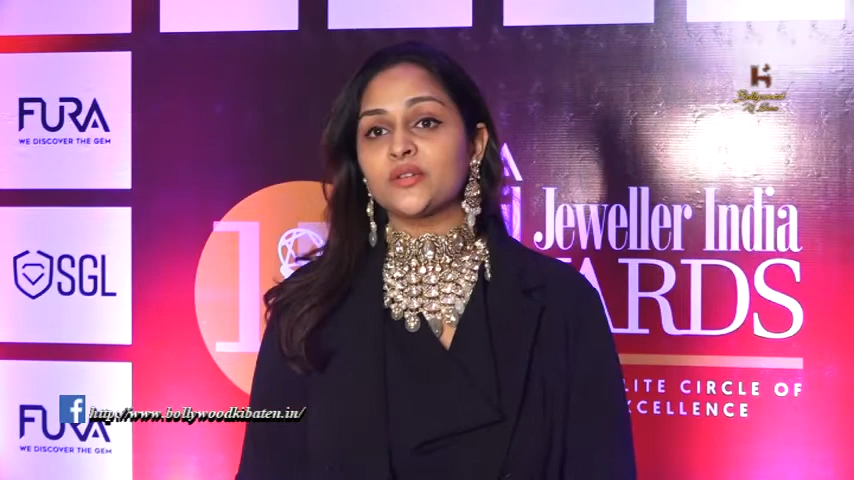 FURA
WE DISCOVER THE GEM
SGL
FURA
WE DISCOVER THE GEM
http://www.bollywoodkibaten.in/
Jeweller India
ARDS
LITE CIRCLE OF
XCELLENCE